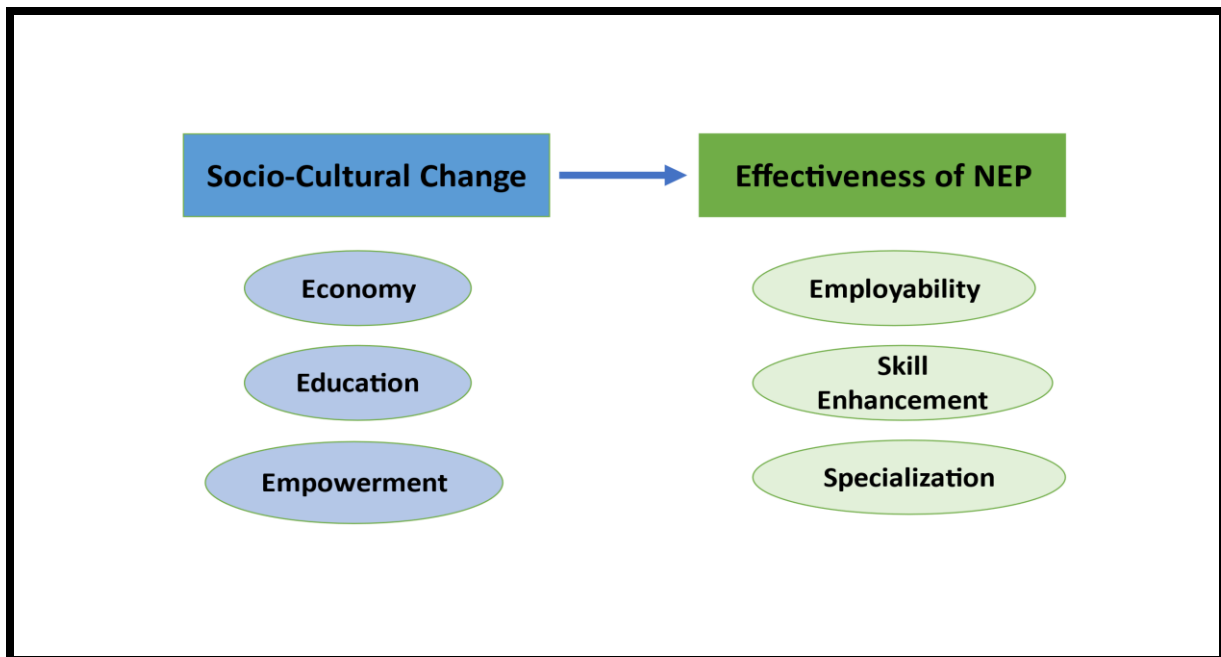 Socio-Cultural Change
Effectiveness of NEP
Economy
Employability
Education
Skill
Enhancement
Empowerment
Specialization